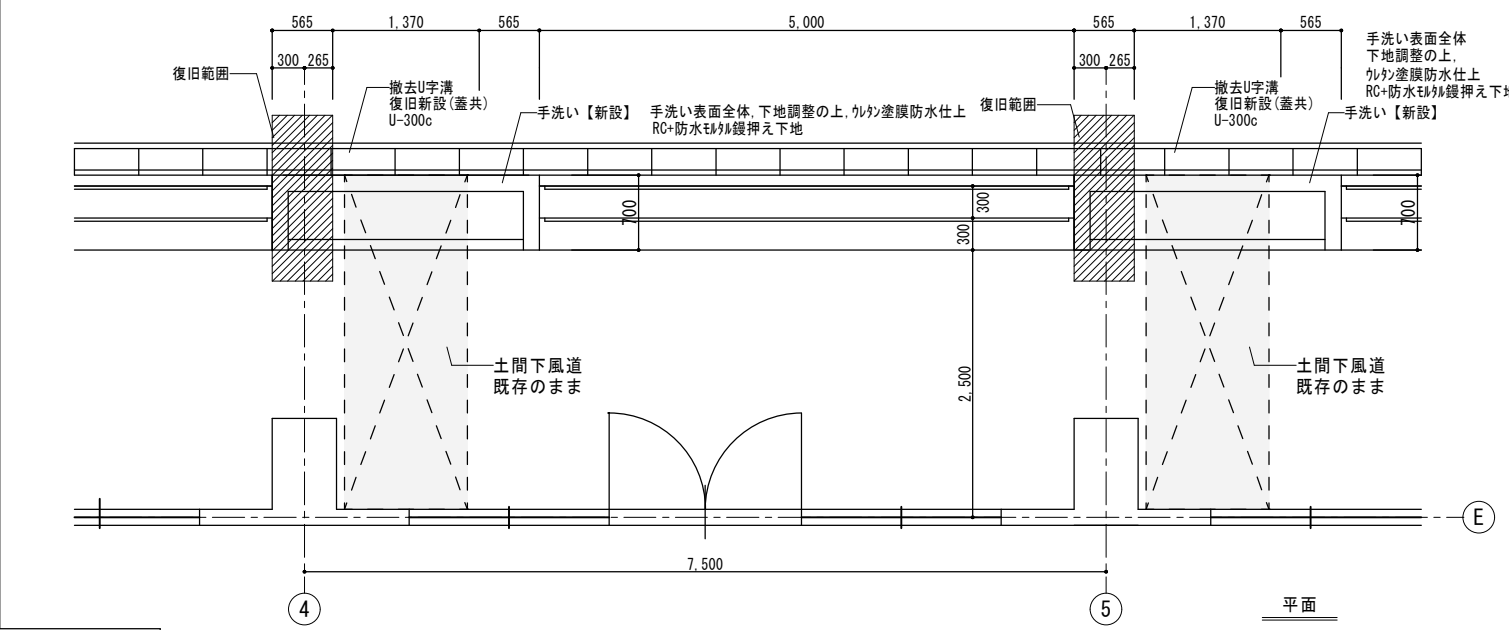 565
1,370
565
5,000
565
1,370
565
300
265
300
265
復旧範囲
撤去U字溝
復旧新設(蓋共)
U-300c
手洗い【新設】
手洗い表面全体,下地調整の上,ウレタン塗膜防水仕上
RC+防水モルタル鏝押え下地
復旧範囲
撤去U字溝
復旧新設(蓋共)
U-300c
手洗い表面全体
下地調整の上,
ウレタン塗膜防水仕上
RC+防水モルタル鏝押え下地
手洗い【新設】
700
300
300
700
2,500
土間下風道
既存のまま
土間下風道
既存のまま
E
7,500
4
5
平面